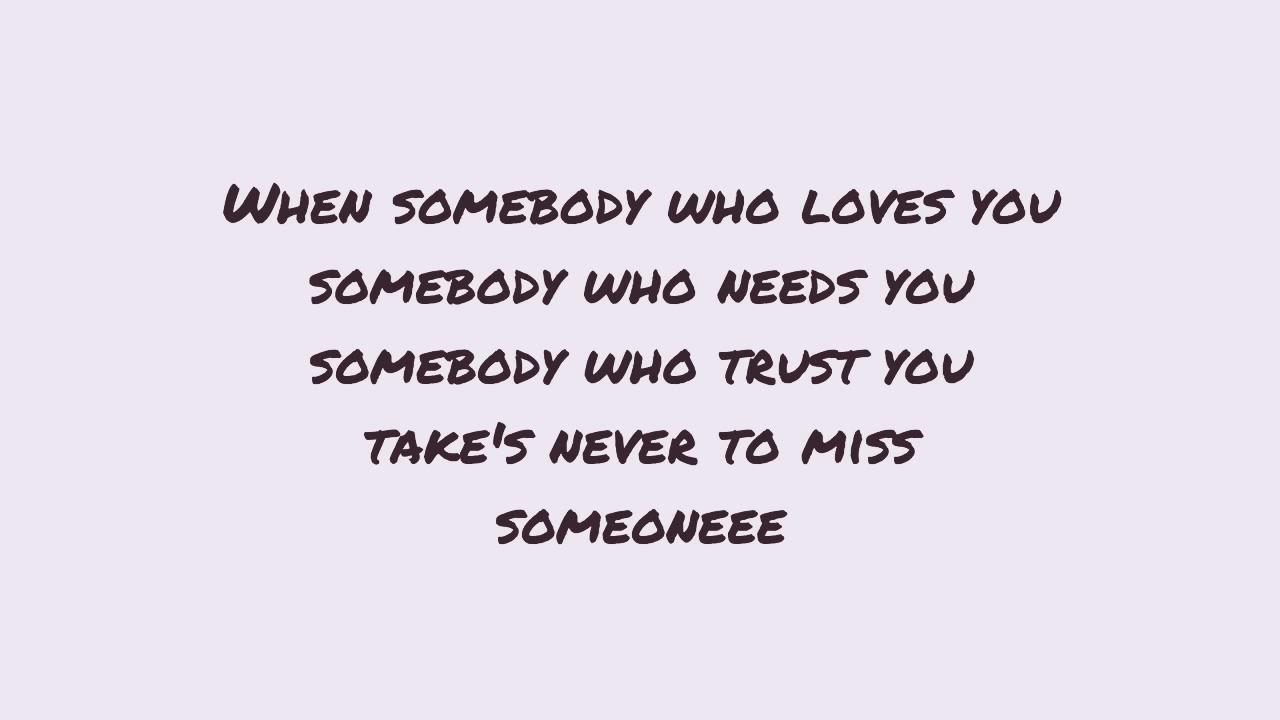 When somebody who loves you
somebody who needs you
somebody who trust you
take's never to miss
someoneee